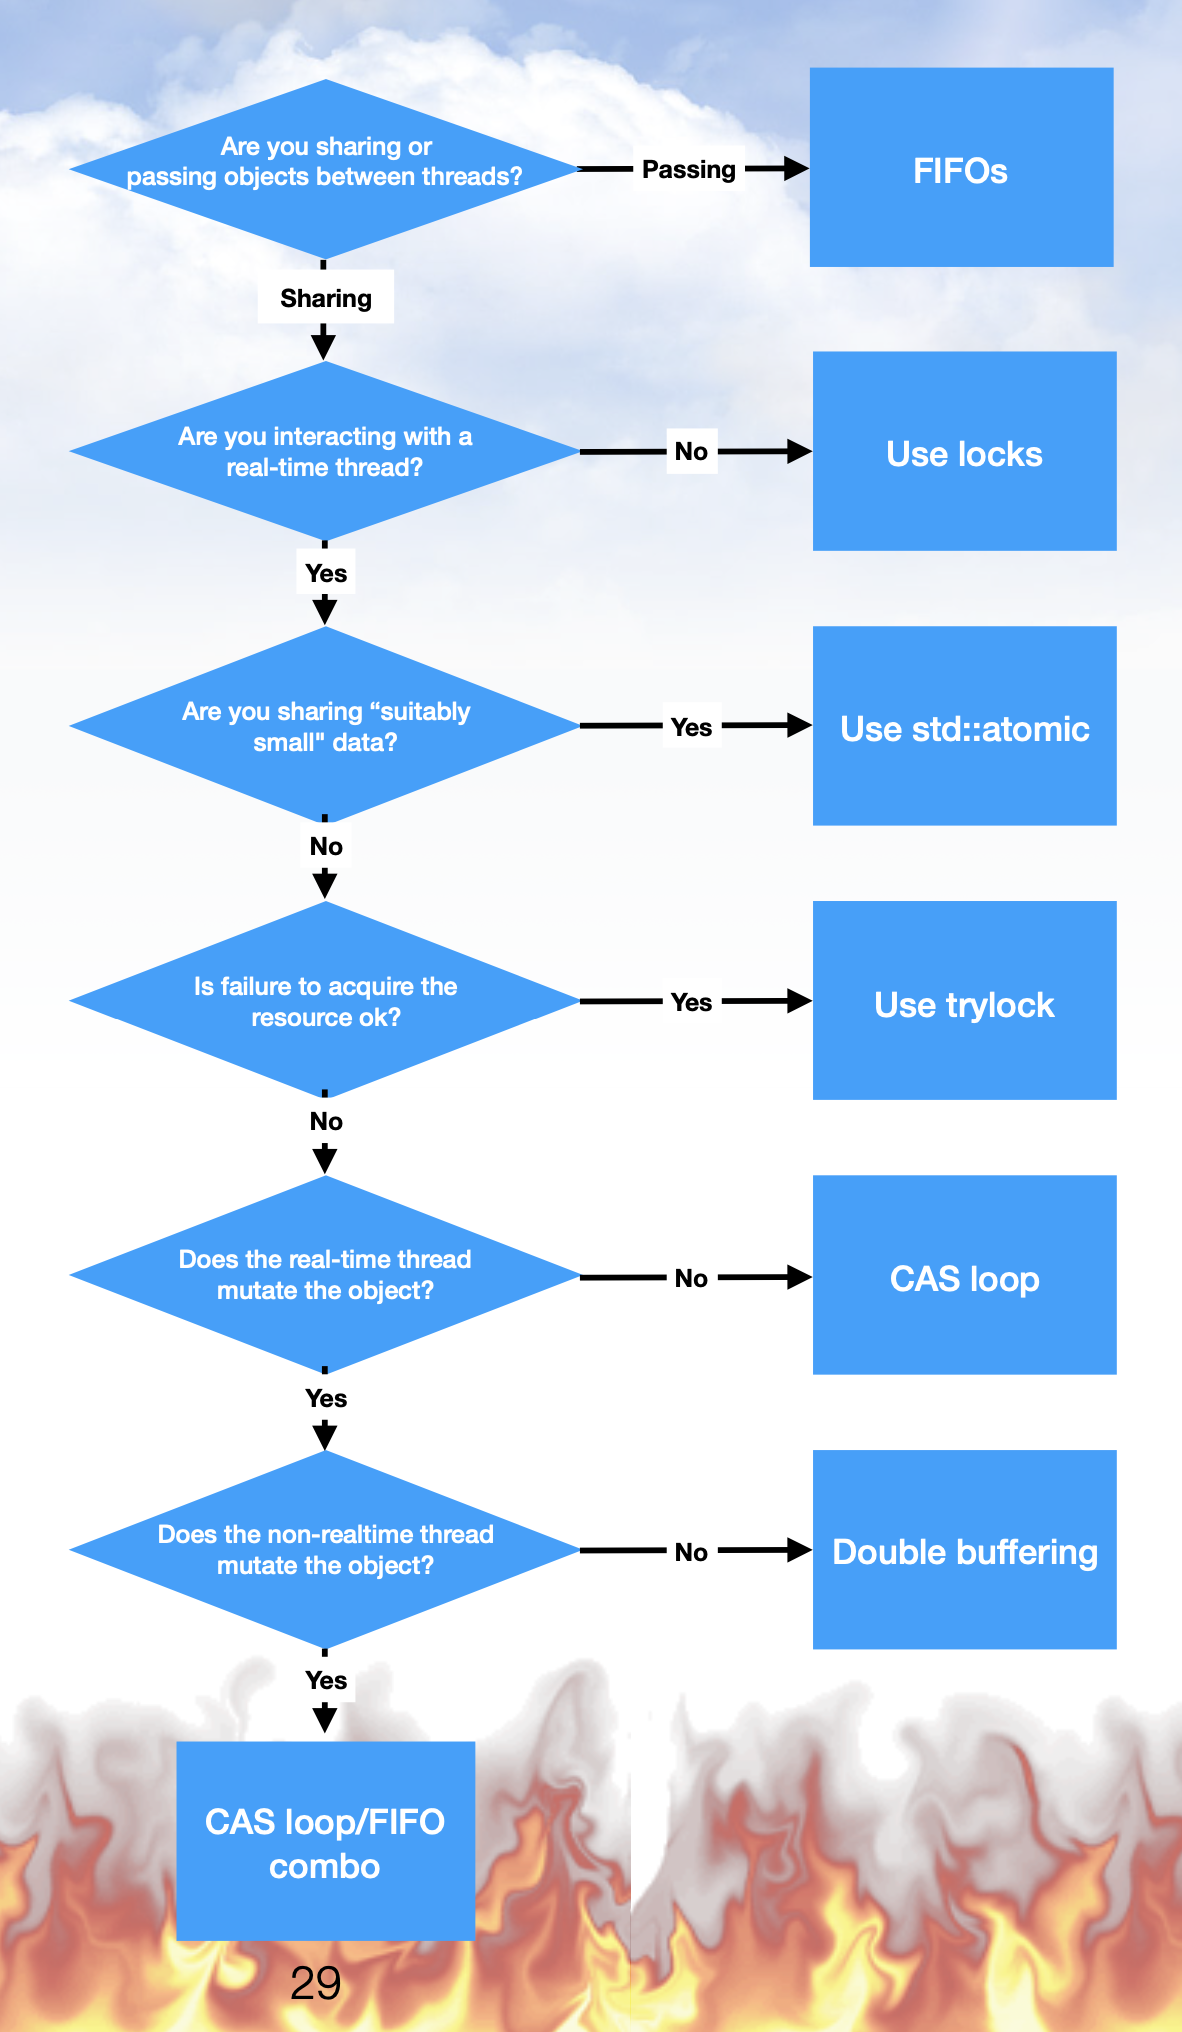 Are you sharing or
passing objects between threads?
Passing
FIFOs
Sharing
Are you interacting with a
real-time thread?
No
Use locks
Yes
Are you sharing “suitably
small" data?
Yes
Use std::atomic
No
Is failure to acquire the
resource ok?
Yes
Use trylock
No
Does the real-time thread
mutate the object?
No
CAS loop
Yes
Does the non-realtime thread
mutate the object?
No
Double buffering
Yes
CAS loop/FIFO
combo
29